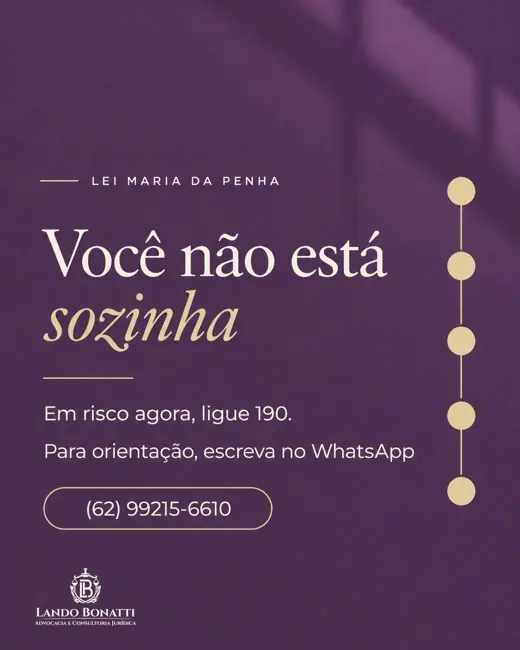 LEI MARIA DA PENHA
Você não está
sozinha
Em risco agora, ligue 190.
Para orientação, escreva no WhatsApp
(62) 99215-6610
LB
LANDO BONATTI
ADVOCACIA E CONSULTORIA JURÍDICA